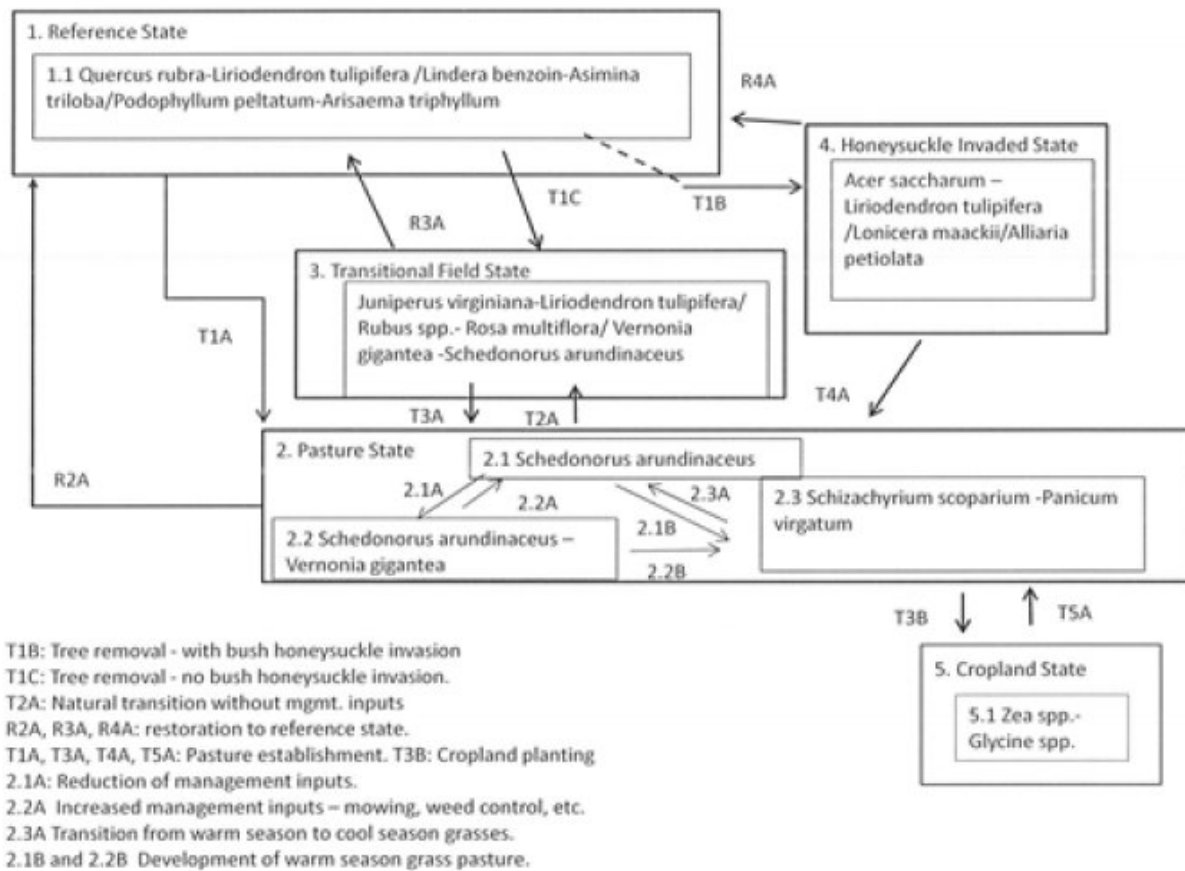 1. Reference State
1.1 Quercus rubra-Liriodendron tulipifera /Lindera benzoin-Asimina
triloba/Podophyllum peltatum-Arisaema triphyllum
R4A
4. Honeysuckle Invaded State
Acer saccharum –
Liriodendron tulipifera
/Lonicera maackii/Alliaria
petiolata
T1C
T1B
R3A
3. Transitional Field State
Juniperus virginiana-Liriodendron tulipifera/
Rubus spp.- Rosa multiflora/ Vernonia
gigantea -Schedonorus arundinaceus
T1A
T3A
T2A
T4A
2. Pasture State
2.1 Schedonorus arundinaceus
R2A
2.1A
2.2A
2.3A
2.3 Schizachyrium scoparium -Panicum
virgatum
2.1B
2.2 Schedonorus arundinaceus –
Vernonia gigantea
2.2B
T3B
T5A
5. Cropland State
5.1 Zea spp.-
Glycine spp.
T1B: Tree removal - with bush honeysuckle invasion
T1C: Tree removal - no bush honeysuckle invasion.
T2A: Natural transition without mgmt. inputs
R2A, R3A, R4A: restoration to reference state.
T1A, T3A, T4A, T5A: Pasture establishment. T3B: Cropland planting
2.1A: Reduction of management inputs.
2.2A  Increased management inputs – mowing, weed control, etc.
2.3A Transition from warm season to cool season grasses.
2.1B and 2.2B  Development of warm season grass pasture.